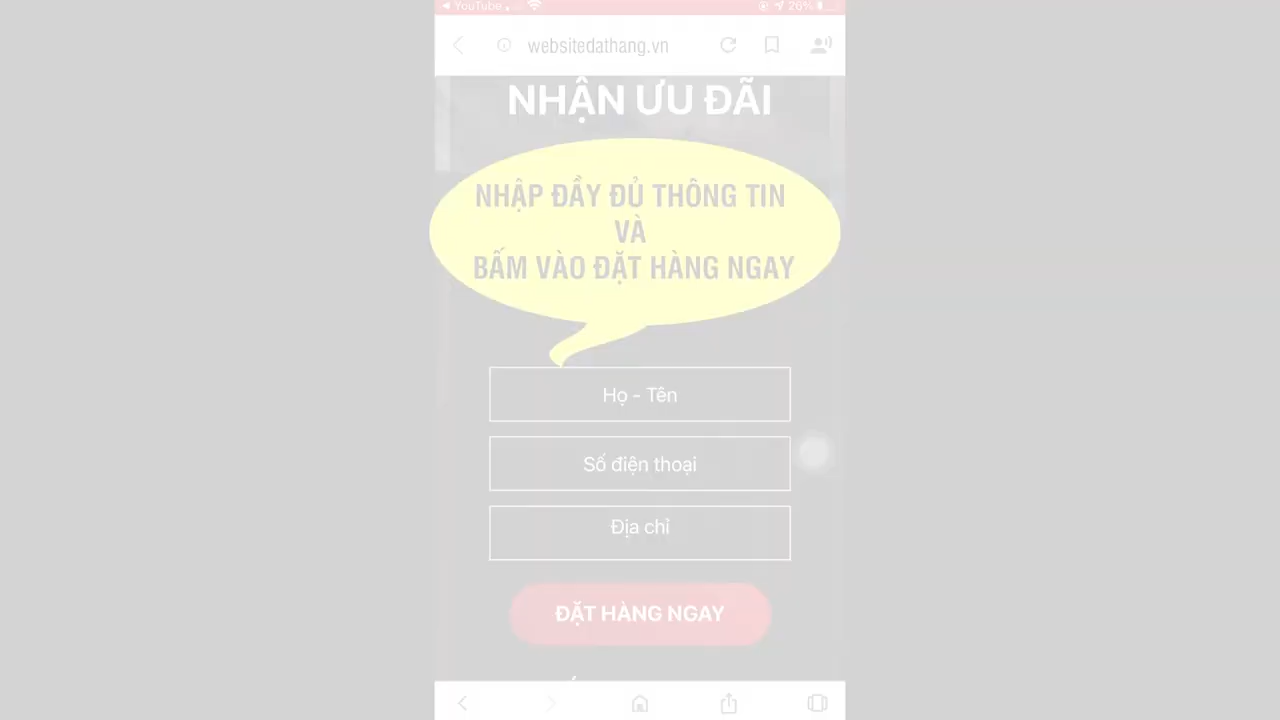 YouTube
26%
websitedathang.vn
NHẬN ƯU ĐÃI
NHẬP ĐẦY ĐỦ THÔNG TIN
VÀ
BẤM VÀO ĐẶT HÀNG NGAY
Họ - Tên
Số điện thoại
Địa chỉ
ĐẶT HÀNG NGAY